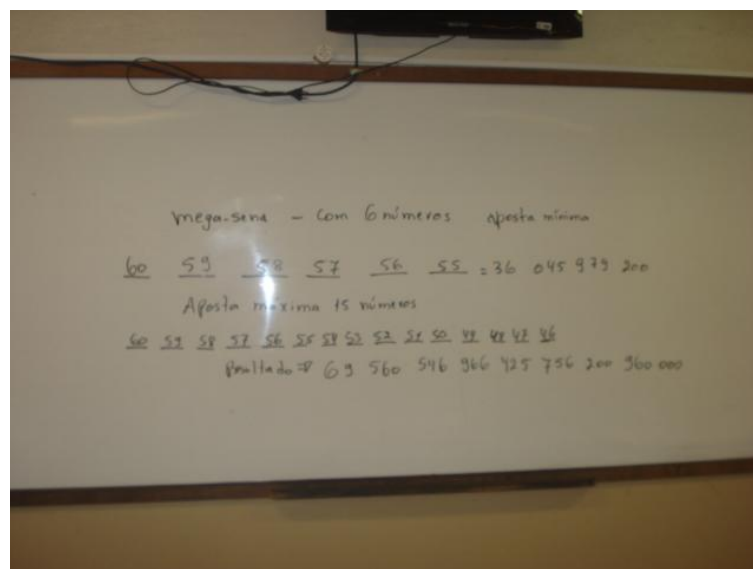 mega-sena - Com 6 números aposta mínima
60 59 58 57 56 55 = 36 045 979 200
Aposta máxima 15 números
60 59 58 57 56 55 54 53 52 51 50 49 48 47 46
Resultado ⇒ 69 560 546 966 425 756 200 960 000